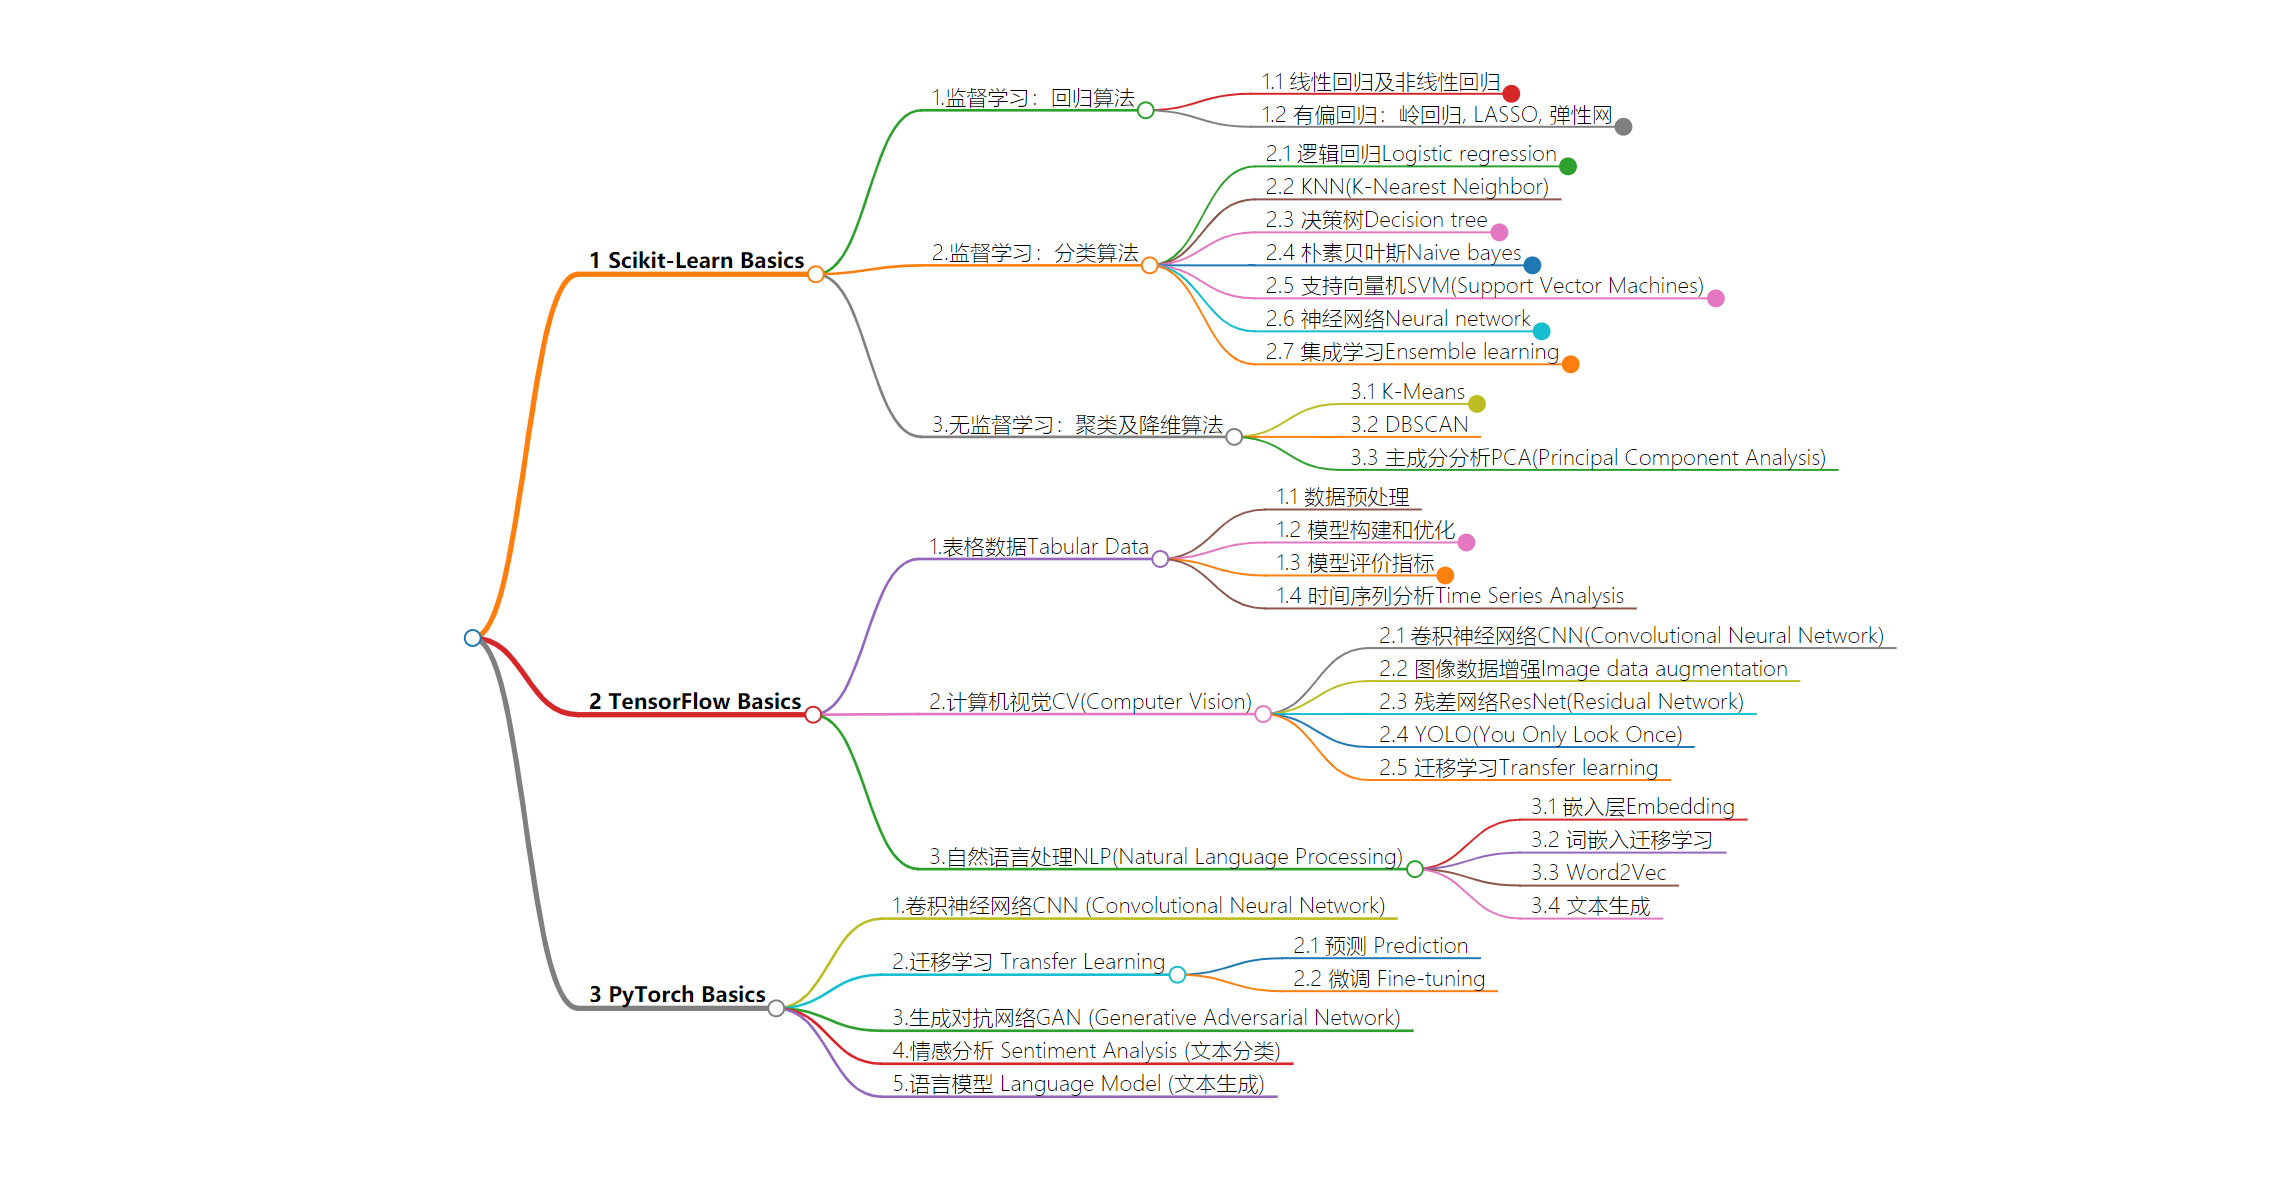 1 Scikit-Learn Basics
1.监督学习：回归算法
1.1 线性回归及非线性回归
1.2 有偏回归：岭回归, LASSO, 弹性网
2.监督学习：分类算法
2.1 逻辑回归Logistic regression
2.2 KNN(K-Nearest Neighbor)
2.3 决策树Decision tree
2.4 朴素贝叶斯Naive bayes
2.5 支持向量机SVM(Support Vector Machines)
2.6 神经网络Neural network
2.7 集成学习Ensemble learning
3.无监督学习：聚类及降维算法
3.1 K-Means
3.2 DBSCAN
3.3 主成分分析PCA(Principal Component Analysis)
2 TensorFlow Basics
1.表格数据Tabular Data
1.1 数据预处理
1.2 模型构建和优化
1.3 模型评价指标
1.4 时间序列分析Time Series Analysis
2.计算机视觉CV(Computer Vision)
2.1 卷积神经网络CNN(Convolutional Neural Network)
2.2 图像数据增强Image data augmentation
2.3 残差网络ResNet(Residual Network)
2.4 YOLO(You Only Look Once)
2.5 迁移学习Transfer learning
3.自然语言处理NLP(Natural Language Processing)
3.1 嵌入层Embedding
3.2 词嵌入迁移学习
3.3 Word2Vec
3.4 文本生成
3 PyTorch Basics
1.卷积神经网络CNN (Convolutional Neural Network)
2.迁移学习 Transfer Learning
2.1 预测 Prediction
2.2 微调 Fine-tuning
3.生成对抗网络GAN (Generative Adversarial Network)
4.情感分析 Sentiment Analysis (文本分类)
5.语言模型 Language Model (文本生成)